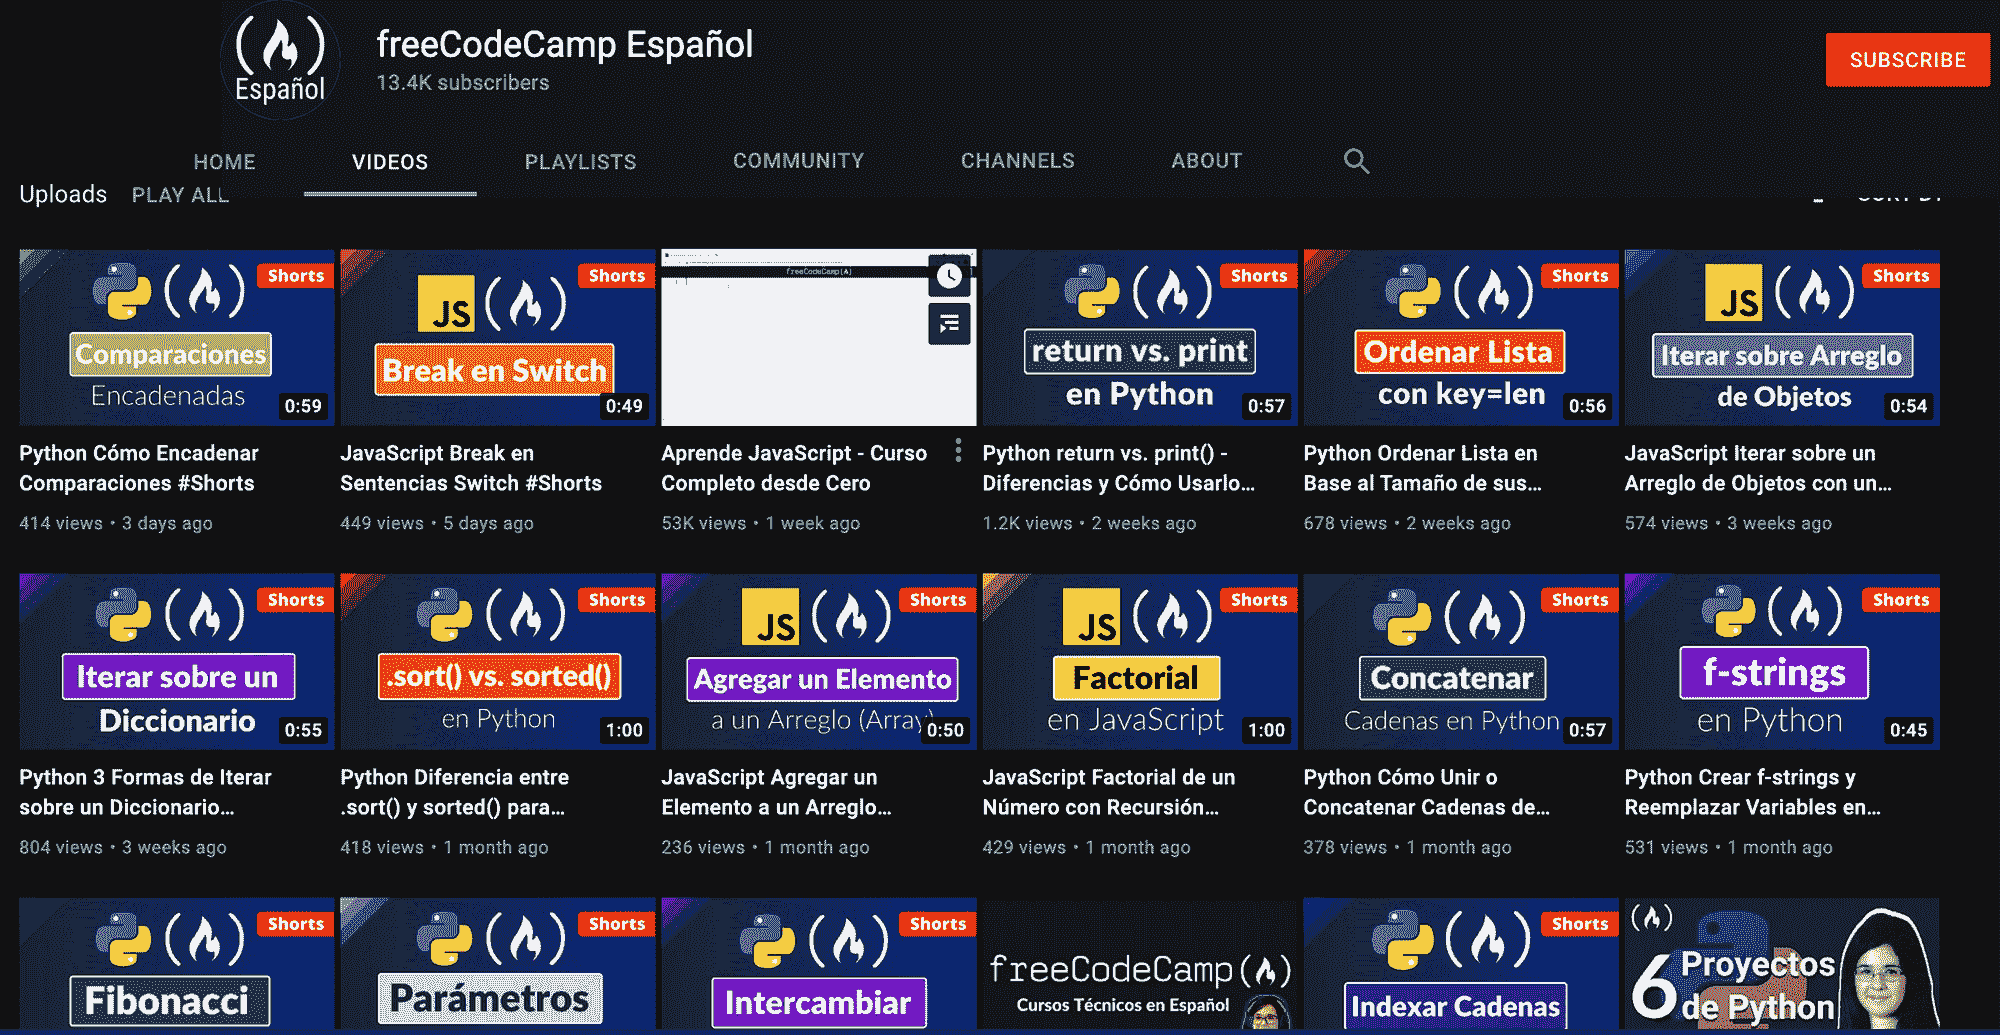 Español
freeCodeCamp Español
13.4K subscribers
SUBSCRIBE
HOME
VIDEOS
PLAYLISTS
COMMUNITY
CHANNELS
ABOUT
Uploads
PLAY ALL
SORT BY
Shorts
Comparaciones
Encadenadas
0:59
Python Cómo Encadenar
Comparaciones #Shorts
414 views • 3 days ago
Shorts
JS
Break en Switch
0:49
JavaScript Break en
Sentencias Switch #Shorts
449 views • 5 days ago
freeCodeCamp
Aprende JavaScript - Curso
Completo desde Cero
53K views • 1 week ago
Shorts
return vs. print
en Python
0:57
Python return vs. print() -
Diferencias y Cómo Usarlo...
1.2K views • 2 weeks ago
Shorts
Ordenar Lista
con key=len
0:56
Python Ordenar Lista en
Base al Tamaño de sus...
678 views • 2 weeks ago
Shorts
JS
Iterar sobre Arreglo
de Objetos
0:54
JavaScript Iterar sobre un
Arreglo de Objetos con un...
574 views • 3 weeks ago
Shorts
Iterar sobre un
Diccionario
0:55
Python 3 Formas de Iterar
sobre un Diccionario...
804 views • 3 weeks ago
Shorts
.sort() vs. sorted()
en Python
1:00
Python Diferencia entre
.sort() y sorted() para...
418 views • 1 month ago
Shorts
JS
Agregar un Elemento
a un Arreglo (Array)
0:50
JavaScript Agregar un
Elemento a un Arreglo...
236 views • 1 month ago
Shorts
JS
Factorial
en JavaScript
1:00
JavaScript Factorial de un
Número con Recursión...
429 views • 1 month ago
Shorts
Concatenar
Cadenas en Python
0:57
Python Cómo Unir o
Concatenar Cadenas de...
378 views • 1 month ago
Shorts
f-strings
en Python
0:45
Python Crear f-strings y
Reemplazar Variables en...
531 views • 1 month ago
Shorts
Fibonacci
Shorts
Parámetros
Shorts
Intercambiar
freeCodeCamp
Cursos Técnicos en Español
Shorts
Indexar Cadenas
6 Proyectos
de Python